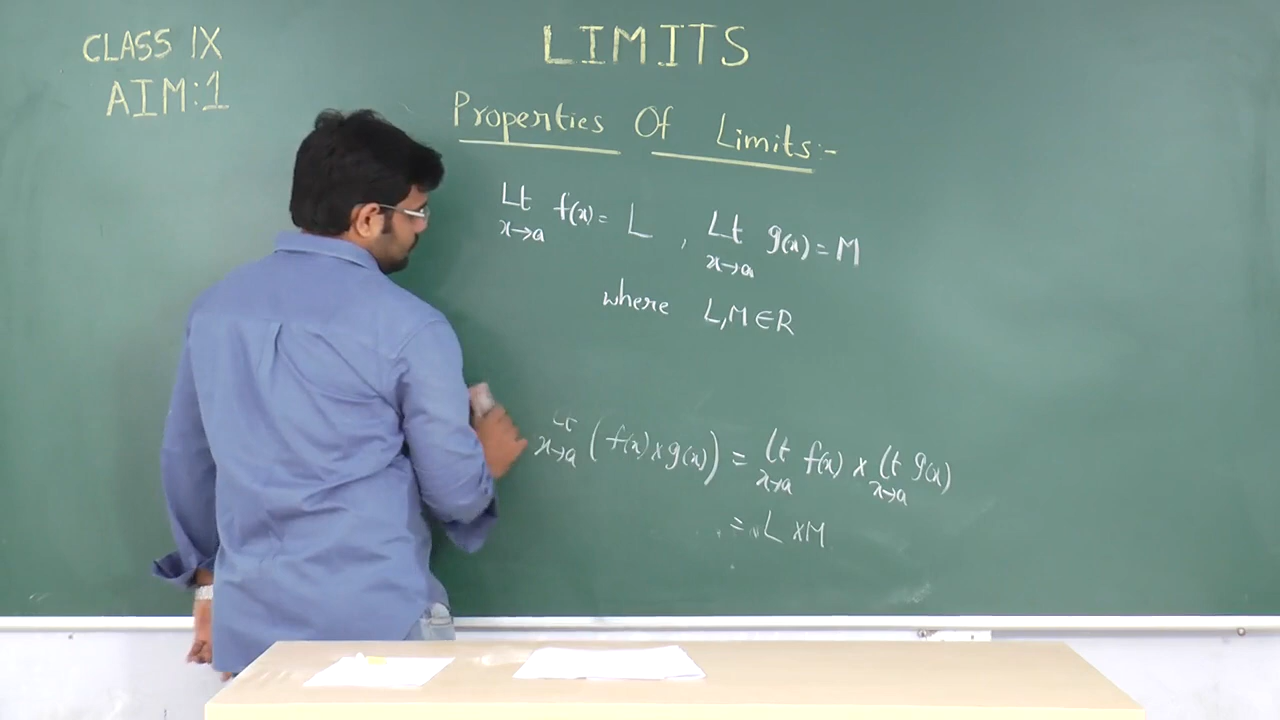 CLASS IX
AIM:1
LIMITS
Properties Of Limits:-
Lt f(x) = L , Lt g(x) = M
x→a x→a
where L,M∈R
Lt (f(x) x g(x)) = Lt f(x) x Lt g(x)
x→a x→a x→a
= L x M